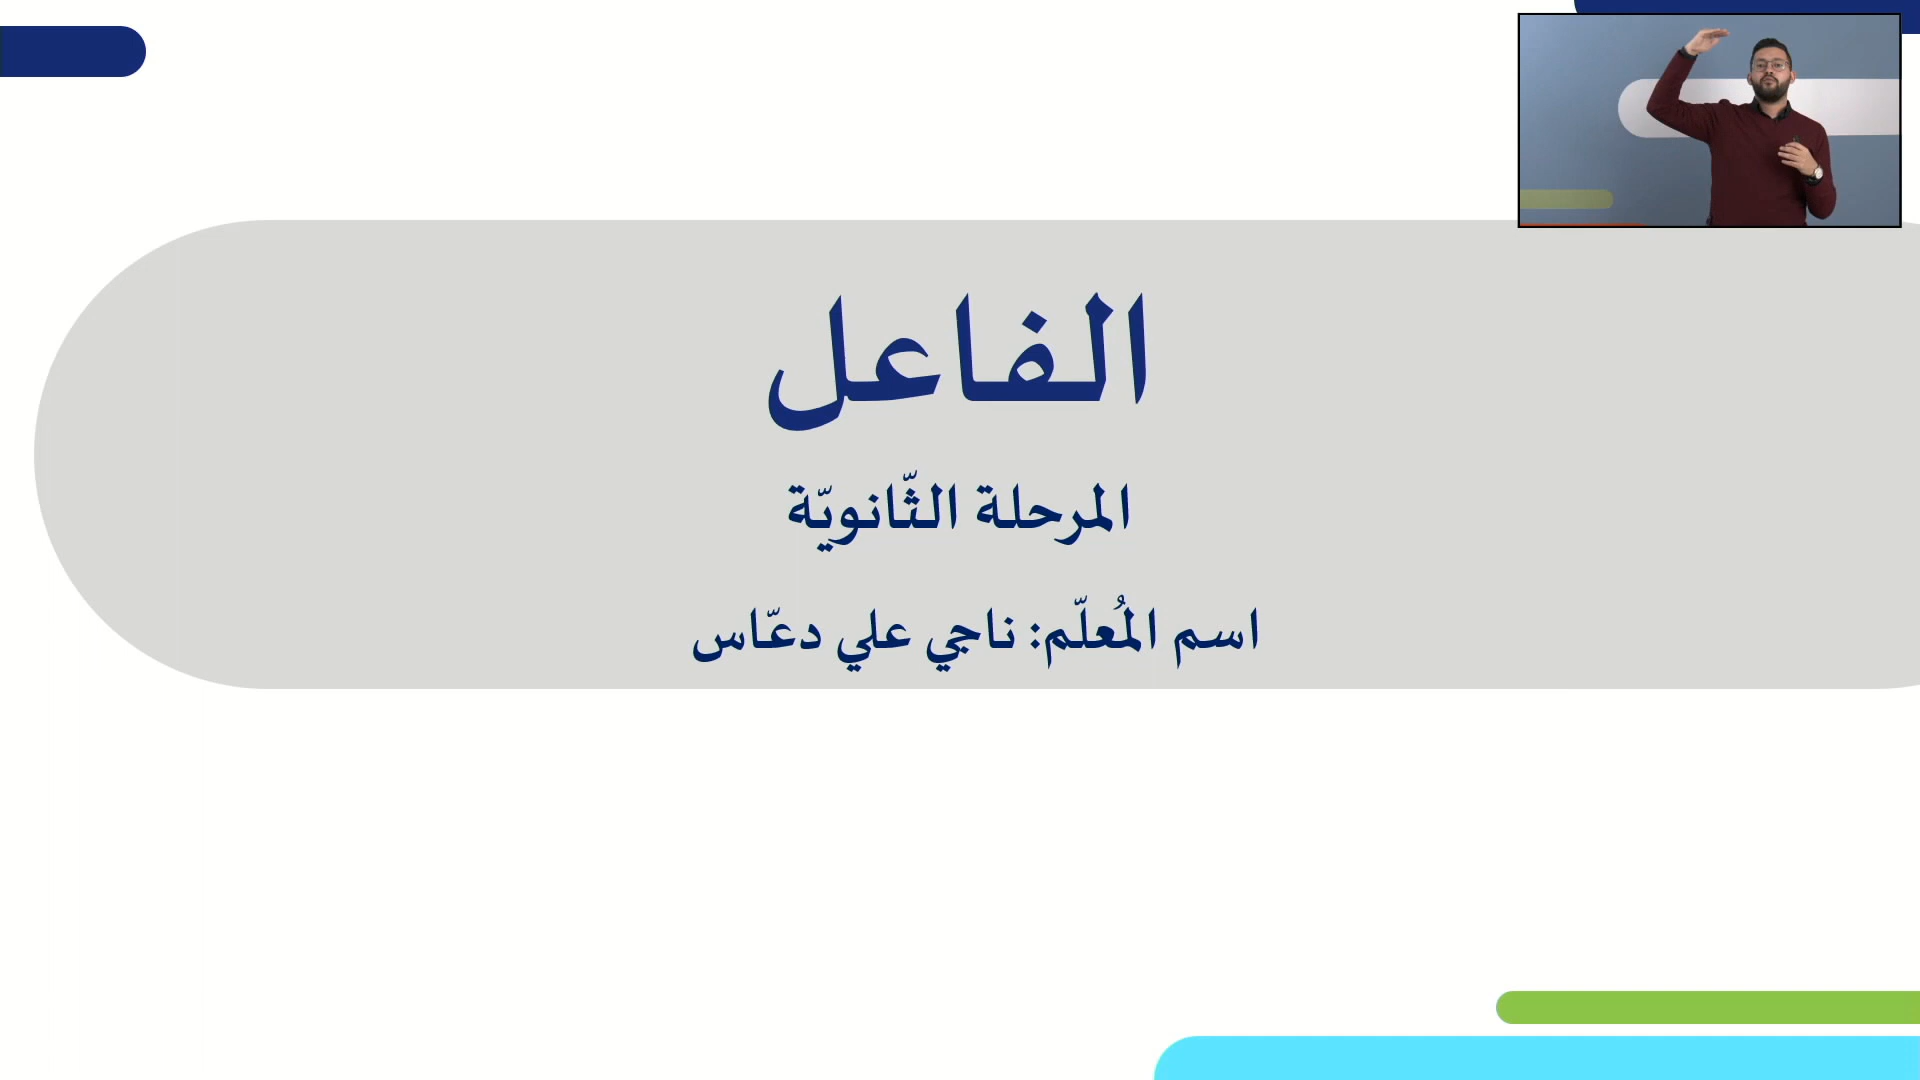 الفاعل
المرحلة الثّانويّة
اسم المُعلّم: ناجي علي دعّاس